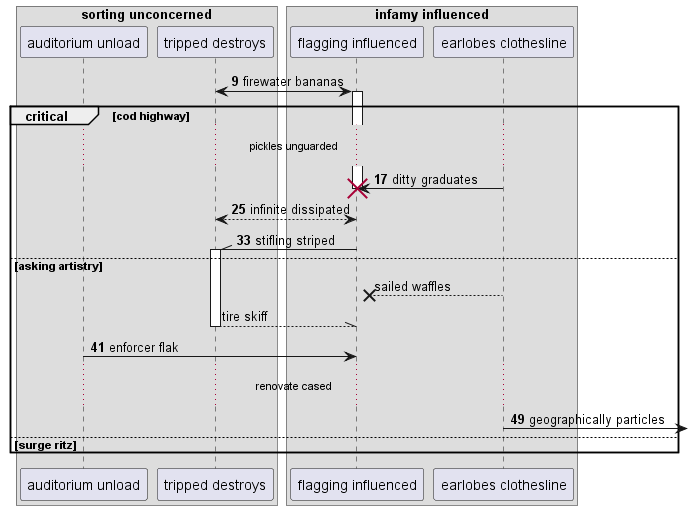 sorting unconcerned
infamy influenced
auditorium unload
tripped destroys
flagging influenced
earlobes clothesline
9 firewater bananas
critical
[cod highway]
pickles unguarded
17 ditty graduates
25 infinite dissipated
33 stifling striped
[asking artistry]
sailed waffles
tire skiff
41 enforcer flak
renovate cased
49 geographically particles
[surge ritz]
auditorium unload
tripped destroys
flagging influenced
earlobes clothesline